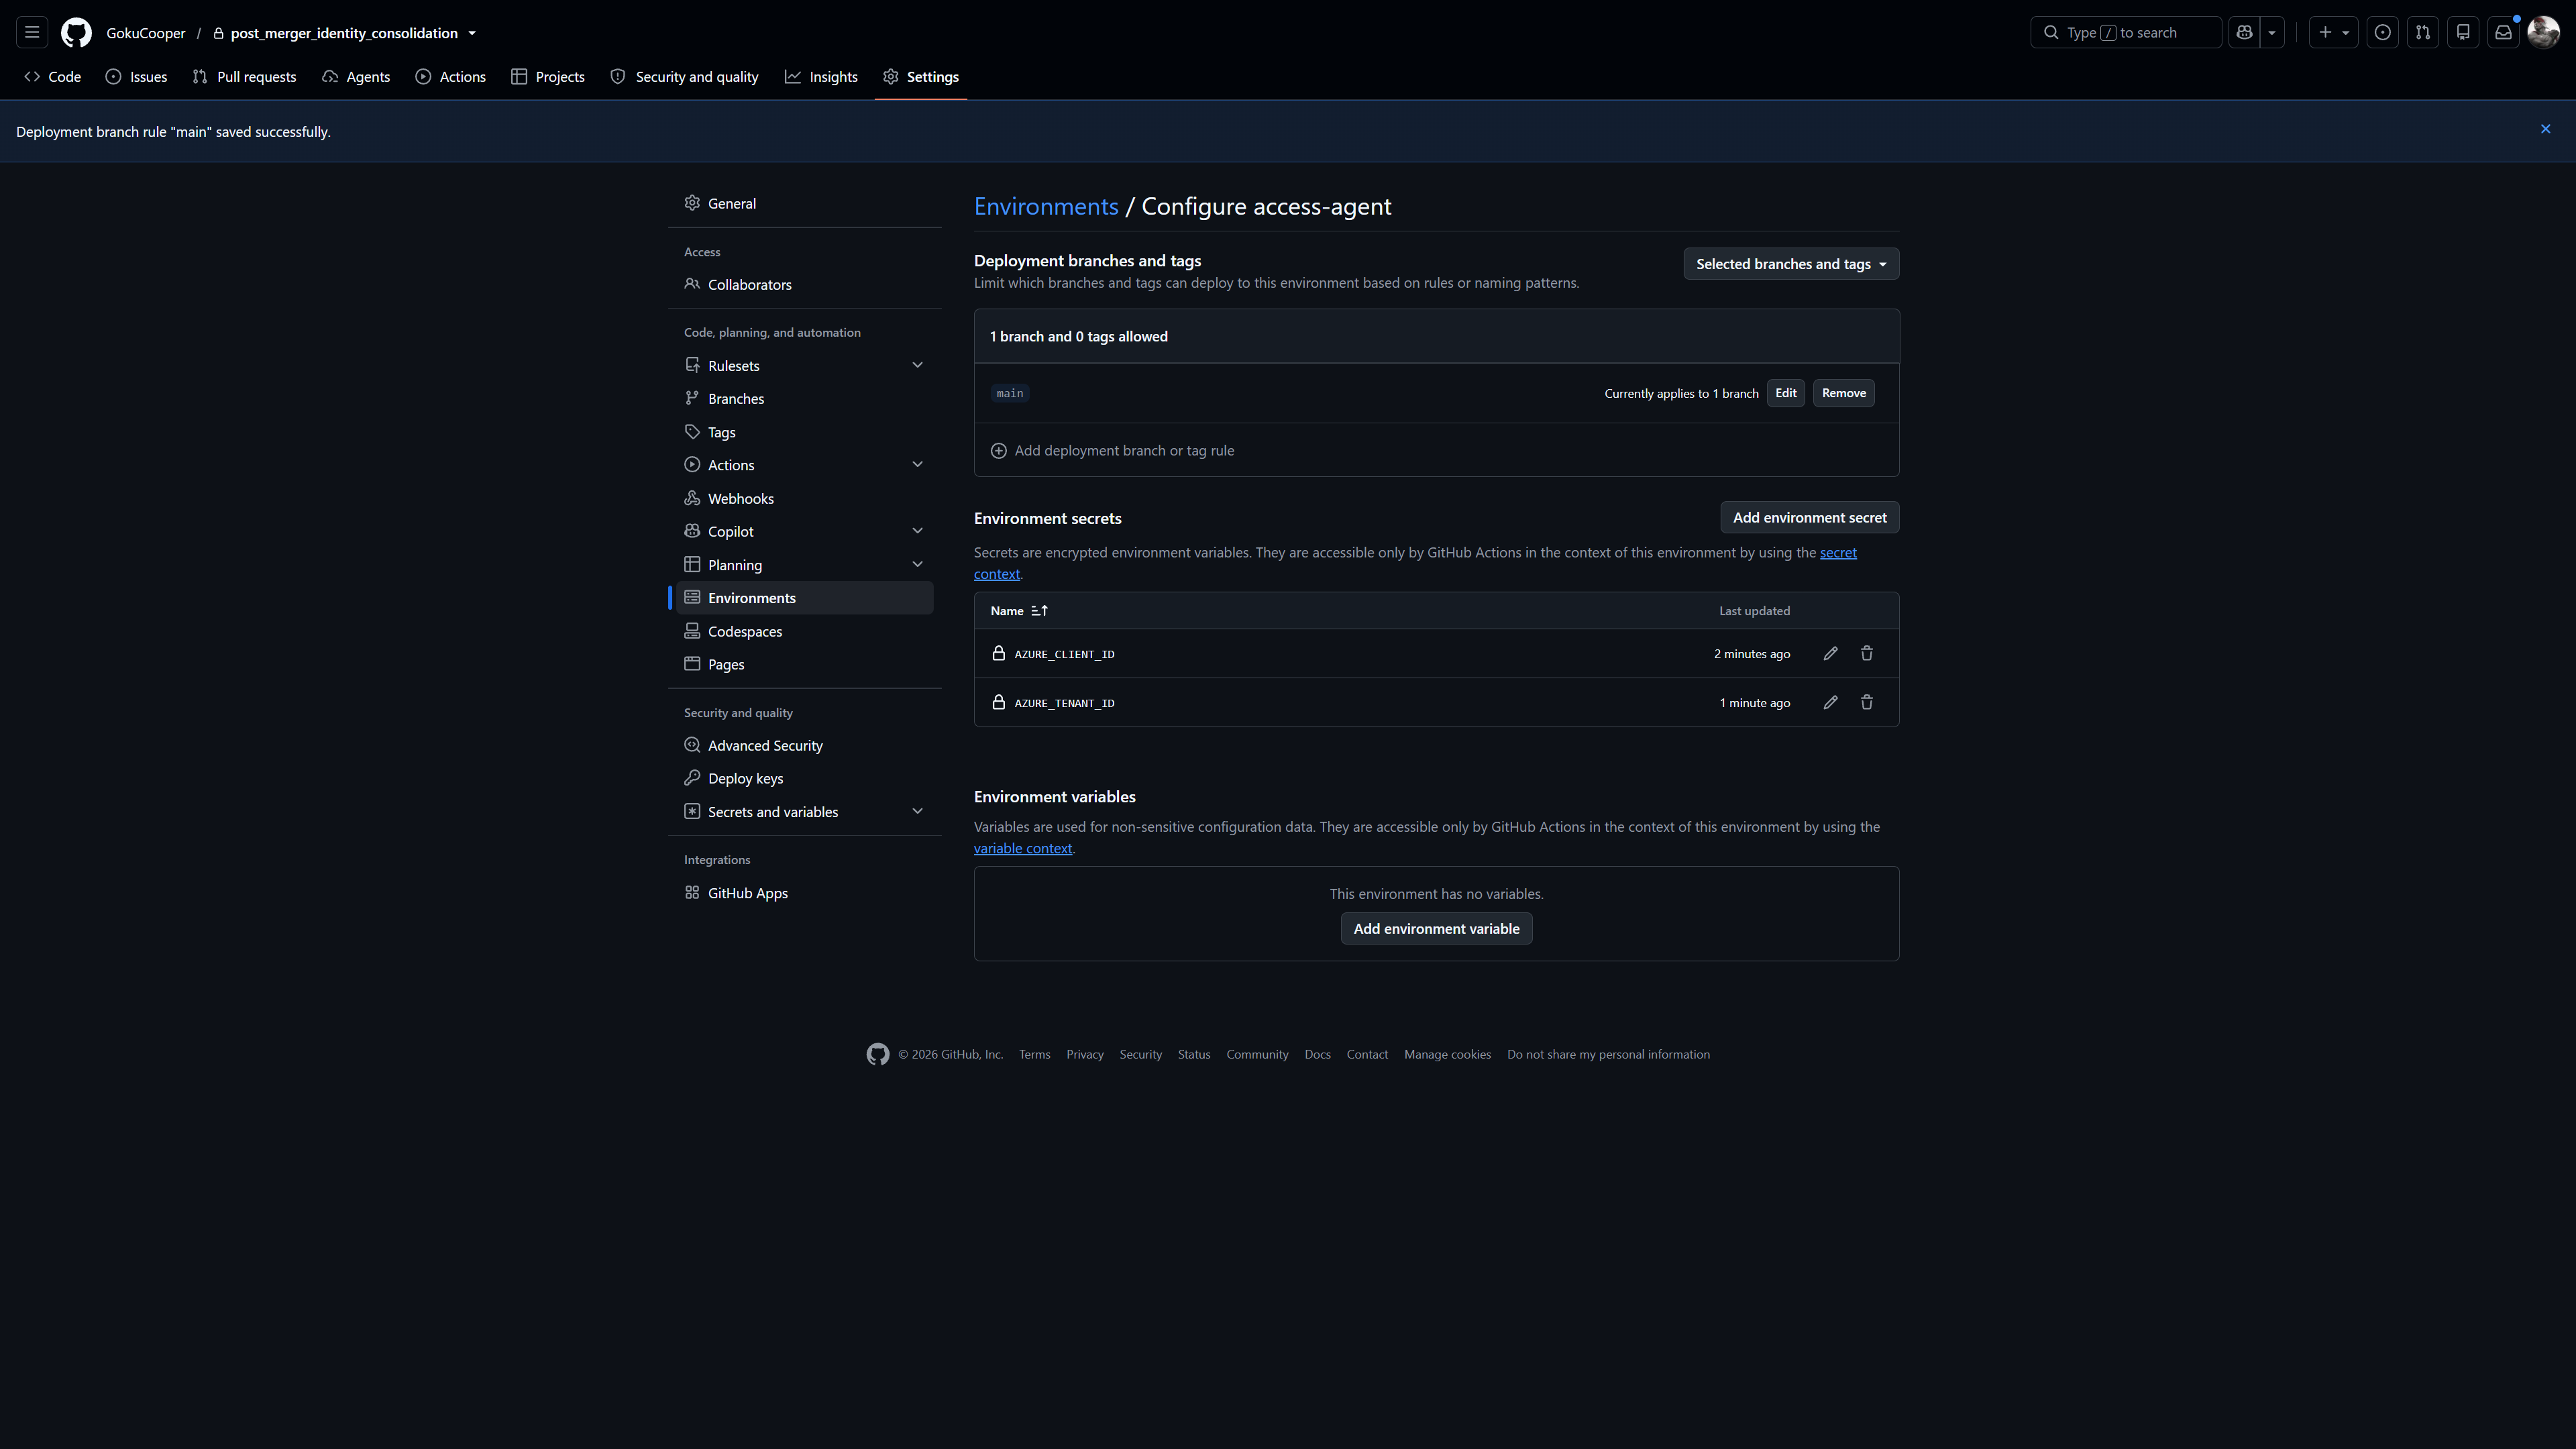 GokuCooper / post_merger_identity_consolidation
Type / to search
Code
Issues
Pull requests
Agents
Actions
Projects
Security and quality
Insights
Settings
Deployment branch rule "main" saved successfully.
General
Access
Collaborators
Code, planning, and automation
Rulesets
Branches
Tags
Actions
Webhooks
Copilot
Planning
Environments
Codespaces
Pages
Security and quality
Advanced Security
Deploy keys
Secrets and variables
Integrations
GitHub Apps
Environments / Configure access-agent
Deployment branches and tags
Selected branches and tags
Limit which branches and tags can deploy to this environment based on rules or naming patterns.
1 branch and 0 tags allowed
main
Currently applies to 1 branch
Edit
Remove
Add deployment branch or tag rule
Environment secrets
Add environment secret
Secrets are encrypted environment variables. They are accessible only by GitHub Actions in the context of this environment by using the secret
context.
Name
Last updated
AZURE_CLIENT_ID
2 minutes ago
AZURE_TENANT_ID
1 minute ago
Environment variables
Variables are used for non-sensitive configuration data. They are accessible only by GitHub Actions in the context of this environment by using the
variable context.
This environment has no variables.
Add environment variable
© 2026 GitHub, Inc.
Terms
Privacy
Security
Status
Community
Docs
Contact
Manage cookies
Do not share my personal information